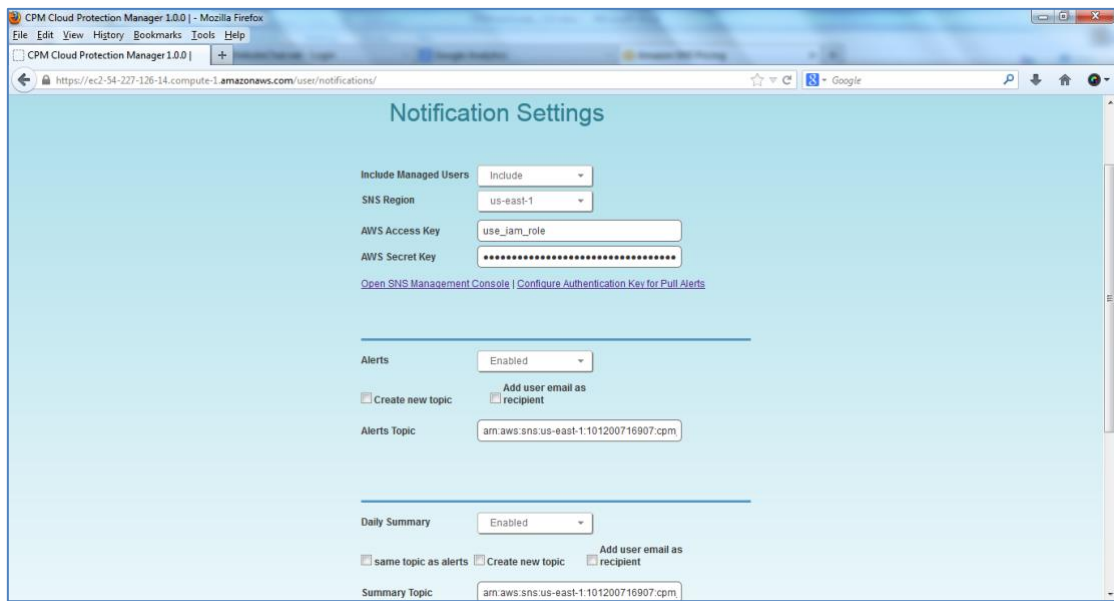 CPM Cloud Protection Manager 1.0.0 | - Mozilla Firefox
File Edit View History Bookmarks Tools Help
CPM Cloud Protection Manager 1.0.0 | +
https://ec2-54-227-126-14.compute-1.amazonaws.com/user/notifications/
Google
Notification Settings
Include Managed Users Include
SNS Region us-east-1
AWS Access Key use_iam_role
AWS Secret Key ••••••••••••••••••••••••••••••••••
Open SNS Management Console | Configure Authentication Key for Pull Alerts
Alerts Enabled
Create new topic Add user email as recipient
Alerts Topic arn:aws:sns:us-east-1:101200716907:cpm_
Daily Summary Enabled
same topic as alerts Create new topic Add user email as recipient
Summary Topic arn:aws:sns:us-east-1:101200716907:cpm_